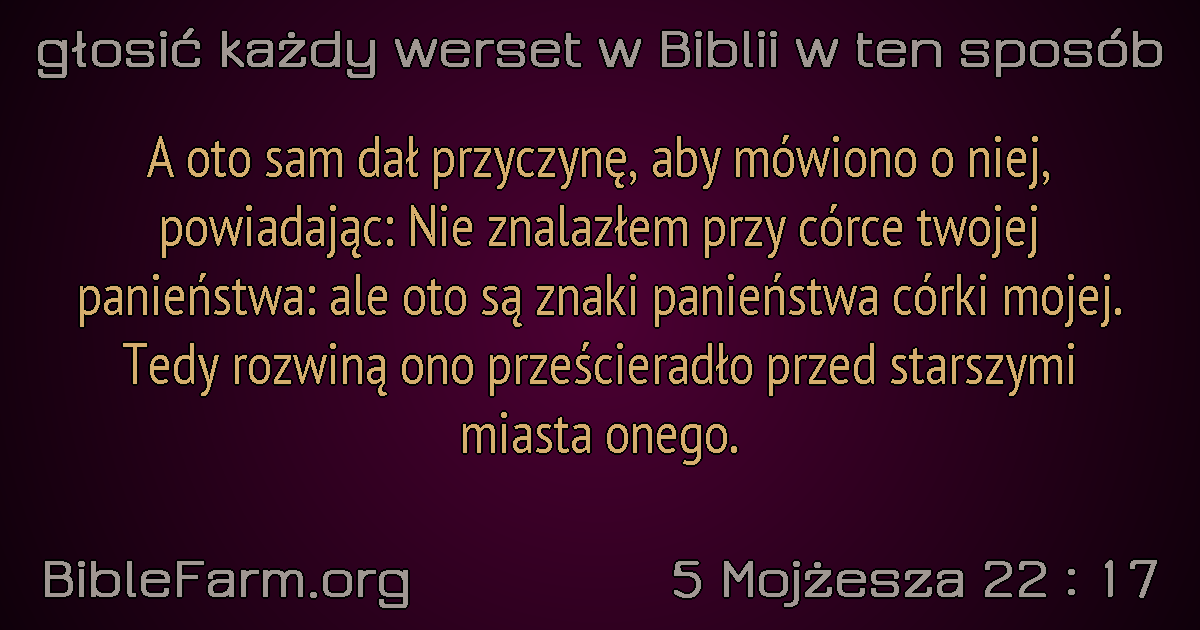 głosić każdy werset w Biblii w ten sposób
A oto sam dał przyczynę, aby mówiono o niej,
powiadając: Nie znalazłem przy córce twojej
panieństwa: ale oto są znaki panieństwa córki mojej.
Tedy rozwiną ono prześcieradło przed starszymi
miasta onego.
BibleFarm.org
5 Mojżesza 22 : 17